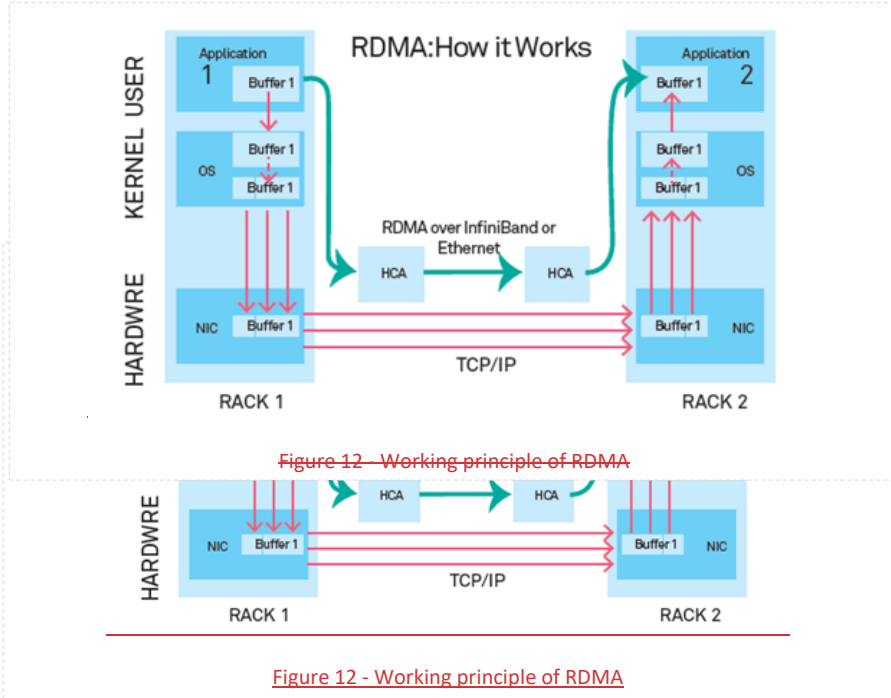 RDMA:How it Works
USER
KERNEL
HARDWRE
Application
1
Buffer 1
OS
Buffer 1
Buffer 1
NIC
Buffer 1
RACK 1
RDMA over InfiniBand or
Ethernet
HCA
HCA
TCP/IP
Application
2
Buffer 1
Buffer 1
OS
Buffer 1
Buffer 1
NIC
RACK 2
Figure 12 - Working principle of RDMA
HARDWRE
HCA
HCA
NIC
Buffer 1
TCP/IP
Buffer 1
NIC
RACK 1
RACK 2
Figure 12 - Working principle of RDMA